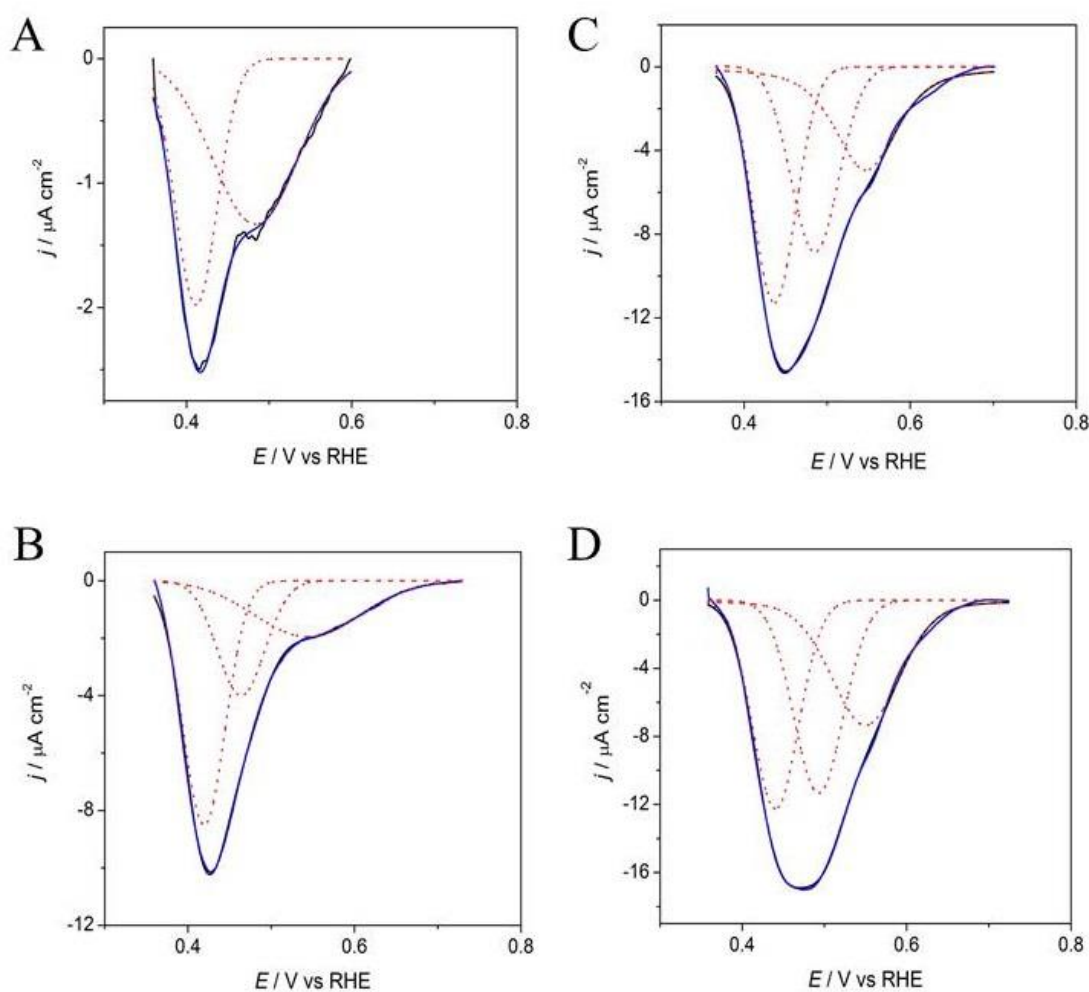 A
0
-1
-2
0.4
0.6
0.8
j / μA cm⁻²
E / V vs RHE
C
0
-4
-8
-12
-16
0.4
0.6
0.8
j / μA cm⁻²
E / V vs RHE
B
0
-4
-8
-12
0.4
0.6
0.8
j / μA cm⁻²
E / V vs RHE
D
0
-4
-8
-12
-16
0.4
0.6
0.8
j / μA cm⁻²
E / V vs RHE